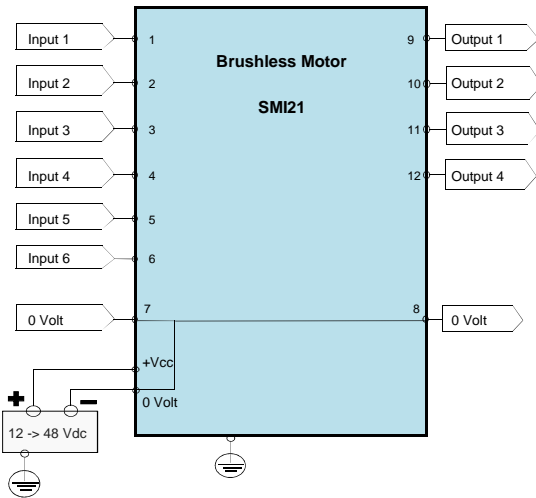 Input 1
1
Brushless Motor
9
Output 1
Input 2
2
SMI21
10
Output 2
Input 3
3
11
Output 3
Input 4
4
12
Output 4
Input 5
5
Input 6
6
0 Volt
7
8
0 Volt
+Vcc
0 Volt
+
−
12 -> 48 Vdc